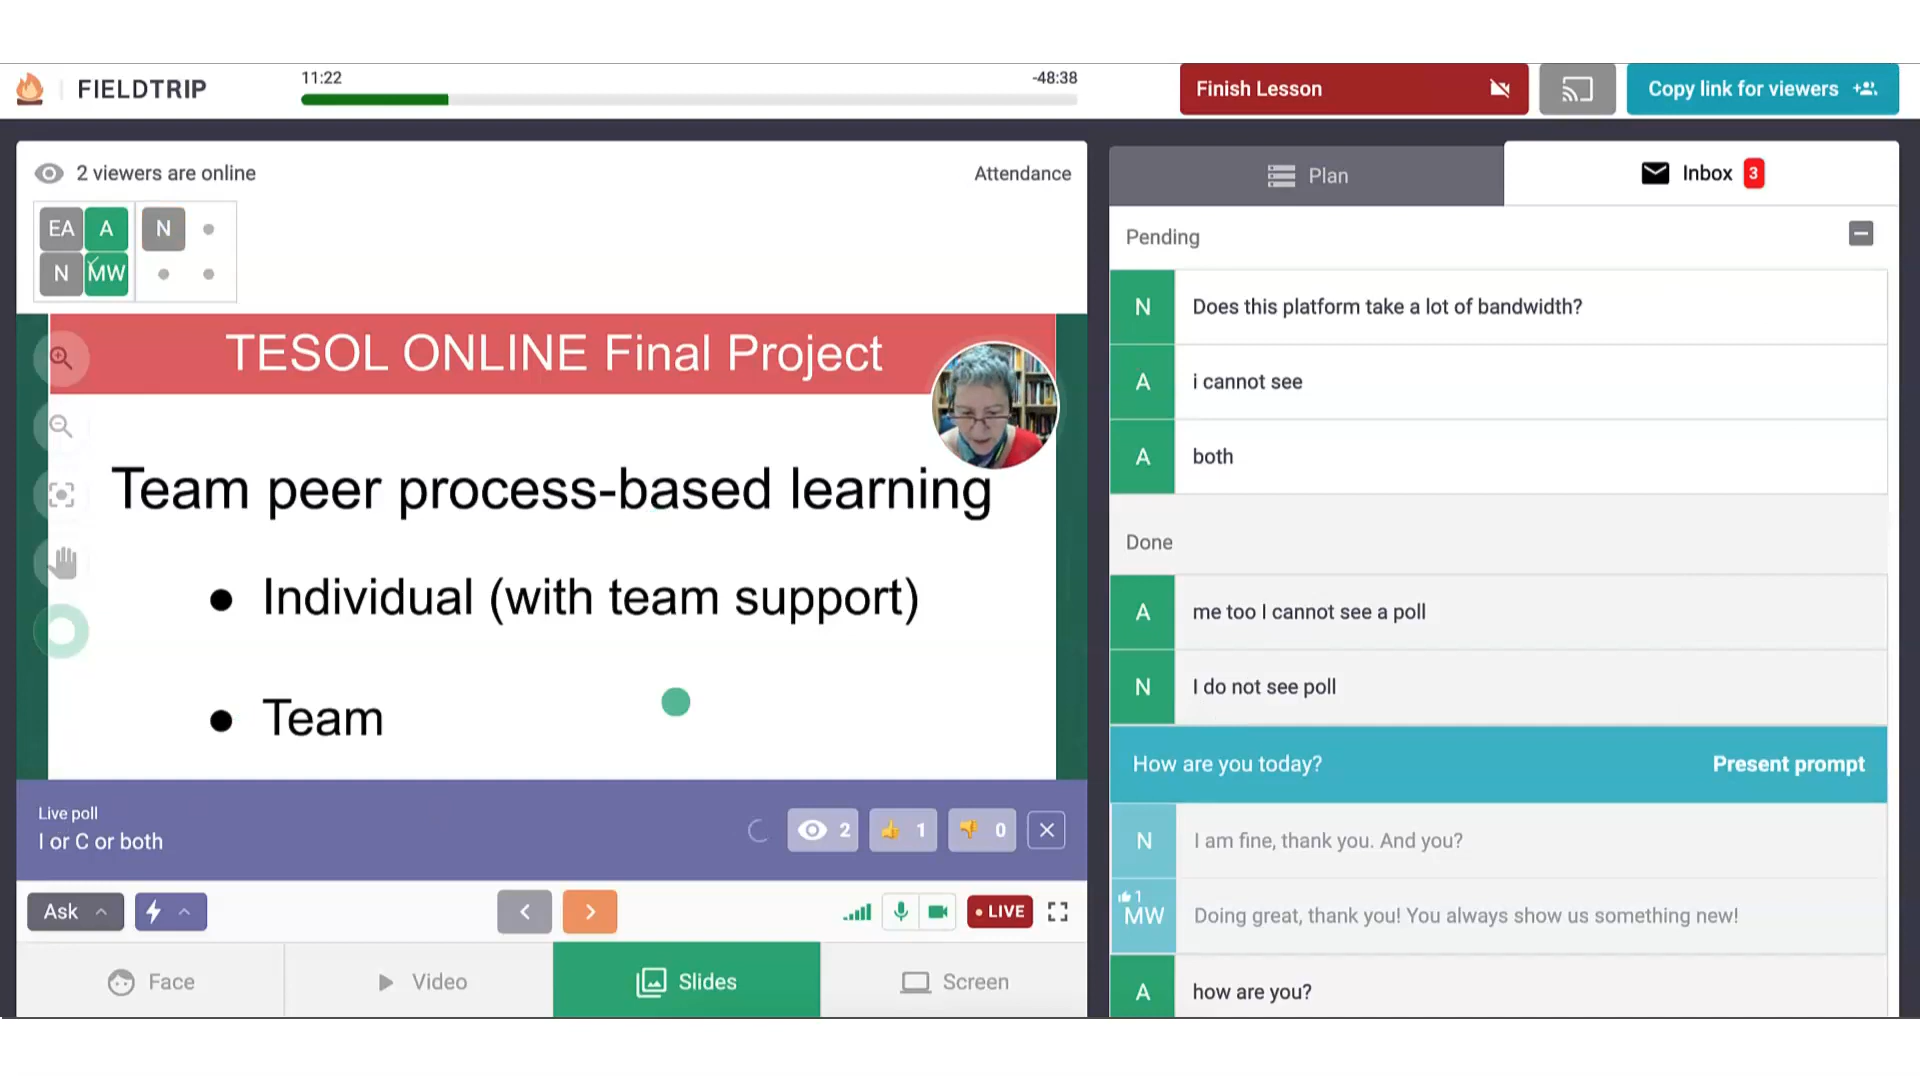 FIELDTRIP
11:22
-48:38
Finish Lesson
Copy link for viewers
2 viewers are online
Attendance
EA A N
N MW
TESOL ONLINE Final Project
Team peer process-based learning
● Individual (with team support)
● Team
Live poll
I or C or both
2
1
0
Ask
LIVE
Face
Video
Slides
Screen
Plan
Inbox 3
Pending
N Does this platform take a lot of bandwidth?
A i cannot see
A both
Done
A me too I cannot see a poll
N I do not see poll
How are you today? Present prompt
N I am fine, thank you. And you?
1
MW Doing great, thank you! You always show us something new!
A how are you?